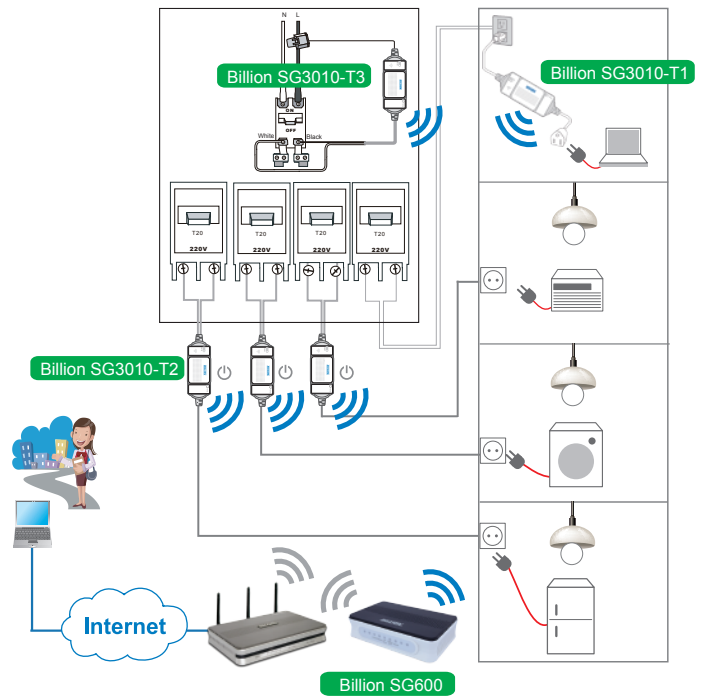 N L
Billion SG3010-T3
Billion SG3010-T1
ON
OFF
White
Black
T20
220V
T20
220V
T20
220V
T20
220V
Billion SG3010-T2
Internet
Billion SG600